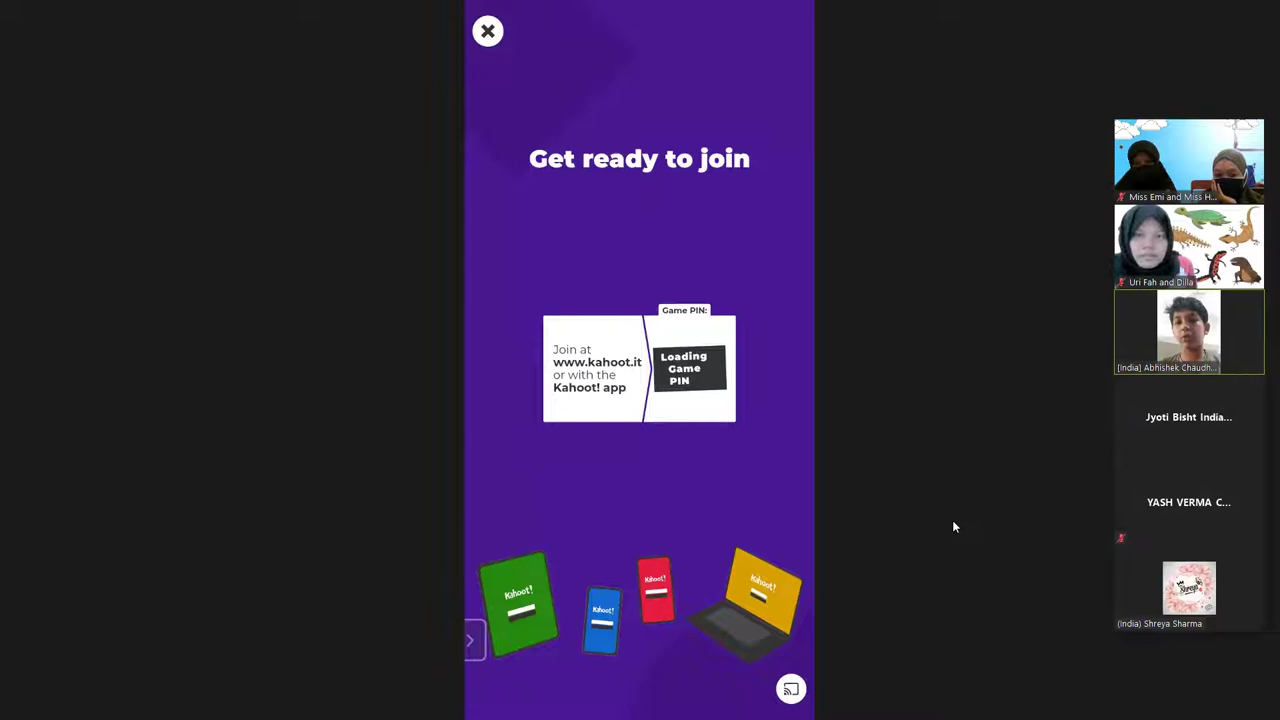 Get ready to join
Game PIN:
Join at
www.kahoot.it
or with the
Kahoot! app
Loading
Game
PIN
Kahoot!
Kahoot!
Kahoot!
Kahoot!
Miss Emi and Miss H...
Uri Fah and Dilla
[India] Abhishek Chaudh...
Jyoti Bisht India...
YASH VERMA C...
Shreya
(India) Shreya Sharma